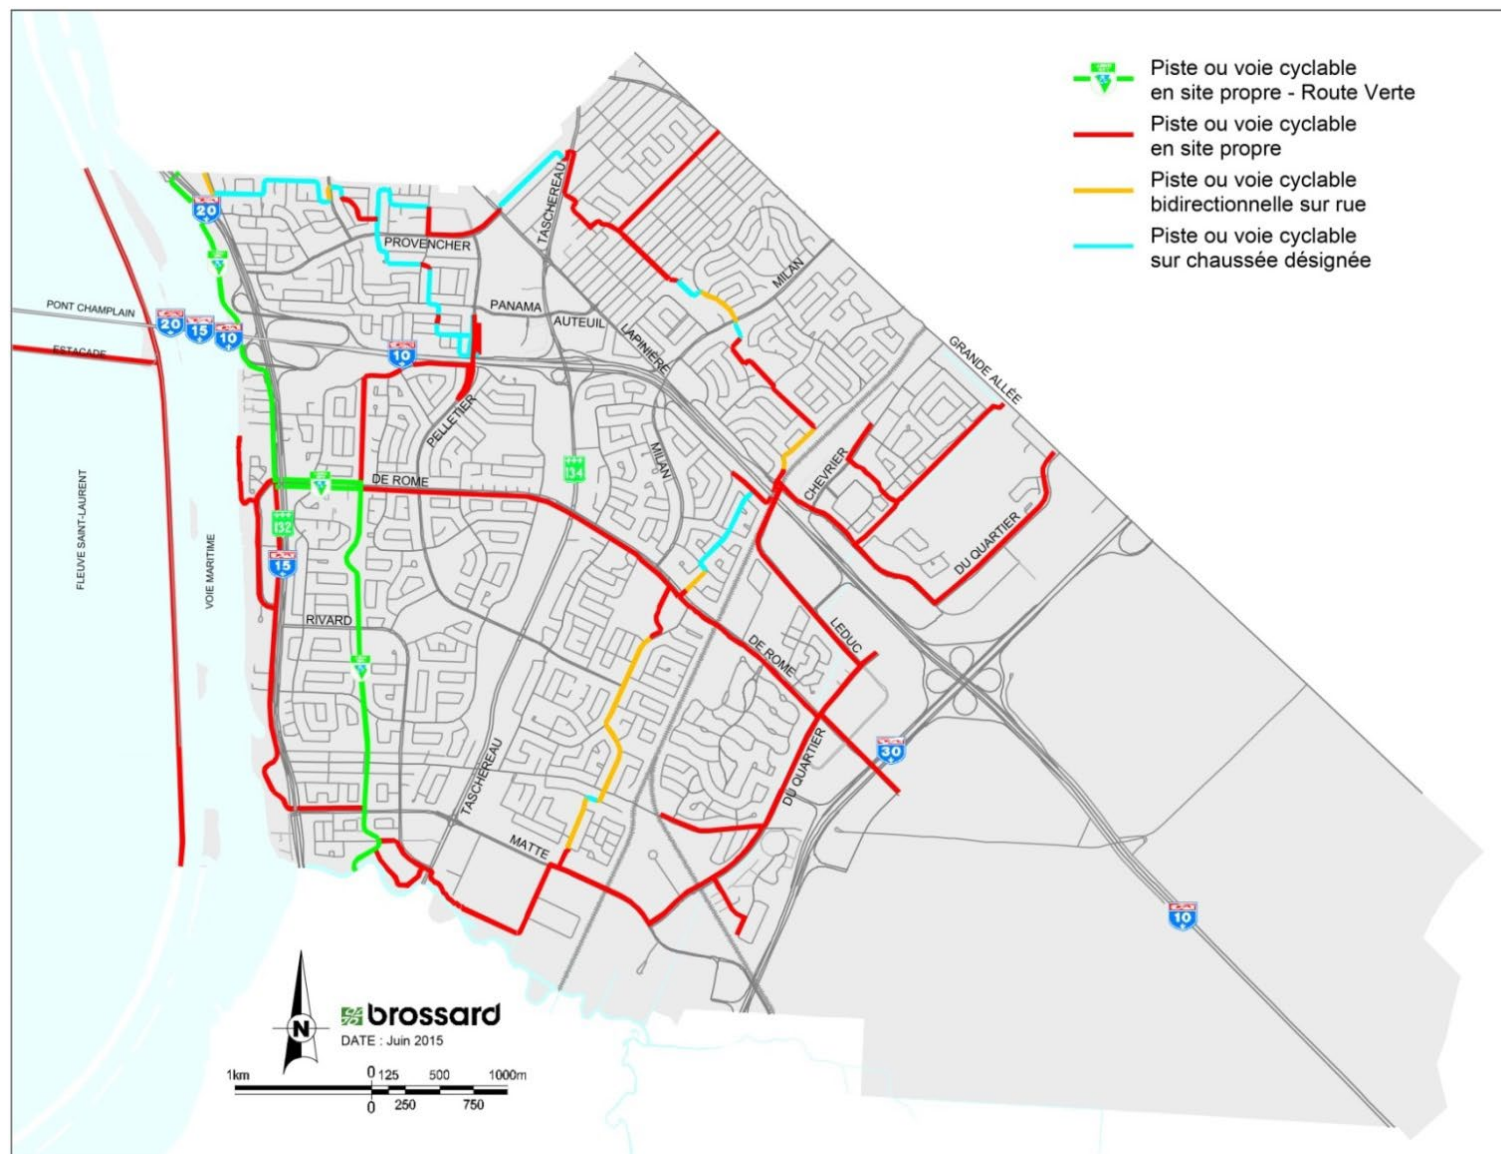 Piste ou voie cyclable
en site propre - Route Verte
Piste ou voie cyclable
en site propre
Piste ou voie cyclable
bidirectionnelle sur rue
Piste ou voie cyclable
sur chaussée désignée
20
PROVENCHER
TASCHEREAU
MILAN
PONT CHAMPLAIN
20
15
10
PANAMA
AUTEUIL
LAPINIÈRE
ESTACADE
10
GRANDE ALLÉE
PELLETIER
MILAN
CHEVRIER
134
DE ROME
FLEUVE SAINT-LAURENT
VOIE MARITIME
132
15
DU QUARTIER
RIVARD
LEDUC
DE ROME
30
TASCHEREAU
DU QUARTIER
MATTE
10
N
brossard
DATE : Juin 2015
1km
0 125 500 1000m
0 250 750